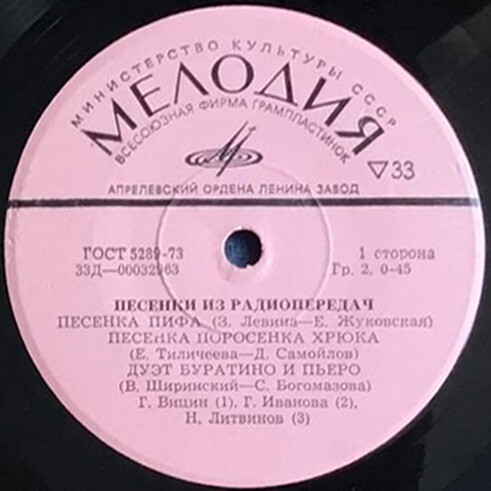 МИНИСТЕРСТВО КУЛЬТУРЫ СССР
МЕЛОДИЯ
ВСЕСОЮЗНАЯ ФИРМА ГРАМПЛАСТИНОК
▽33
АПРЕЛЕВСКИЙ ОРДЕНА ЛЕНИНА ЗАВОД
ГОСТ 5289-73
1 сторона
33Д—00032963
Гр. 2, 0-45
ПЕСЕНКИ ИЗ РАДИОПЕРЕДАЧ
ПЕСЕНКА ПИФА (З. Левина—Е. Жуковская)
ПЕСЕНКА ПОРОСЕНКА ХРЮКА
(Е. Тиличеева—Д. Самойлов)
ДУЭТ БУРАТИНО И ПЬЕРО
(В. Ширинский—С. Богомазова)
Г. Вицин (1), Г. Иванова (2),
Н. Литвинов (3)